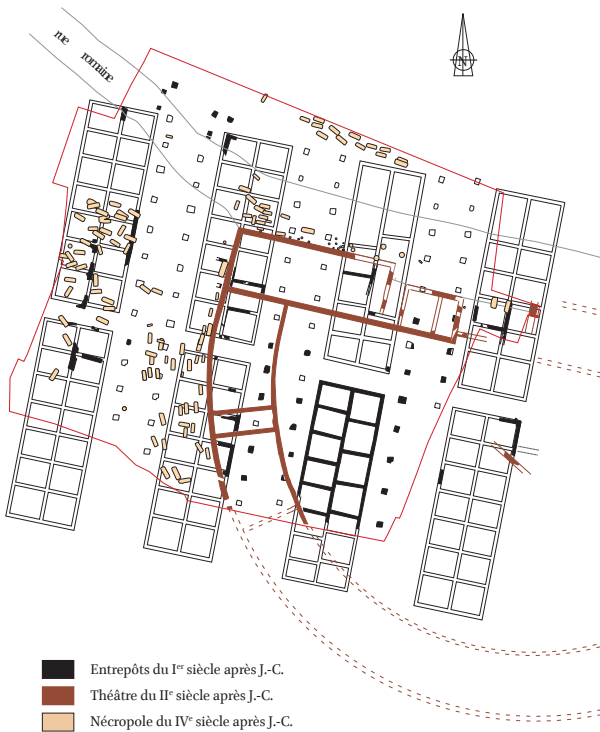 rue romaine
N
Entrepôts du Iᵉʳ siècle après J.-C.
Théâtre du IIᵉ siècle après J.-C.
Nécropole du IVᵉ siècle après J.-C.